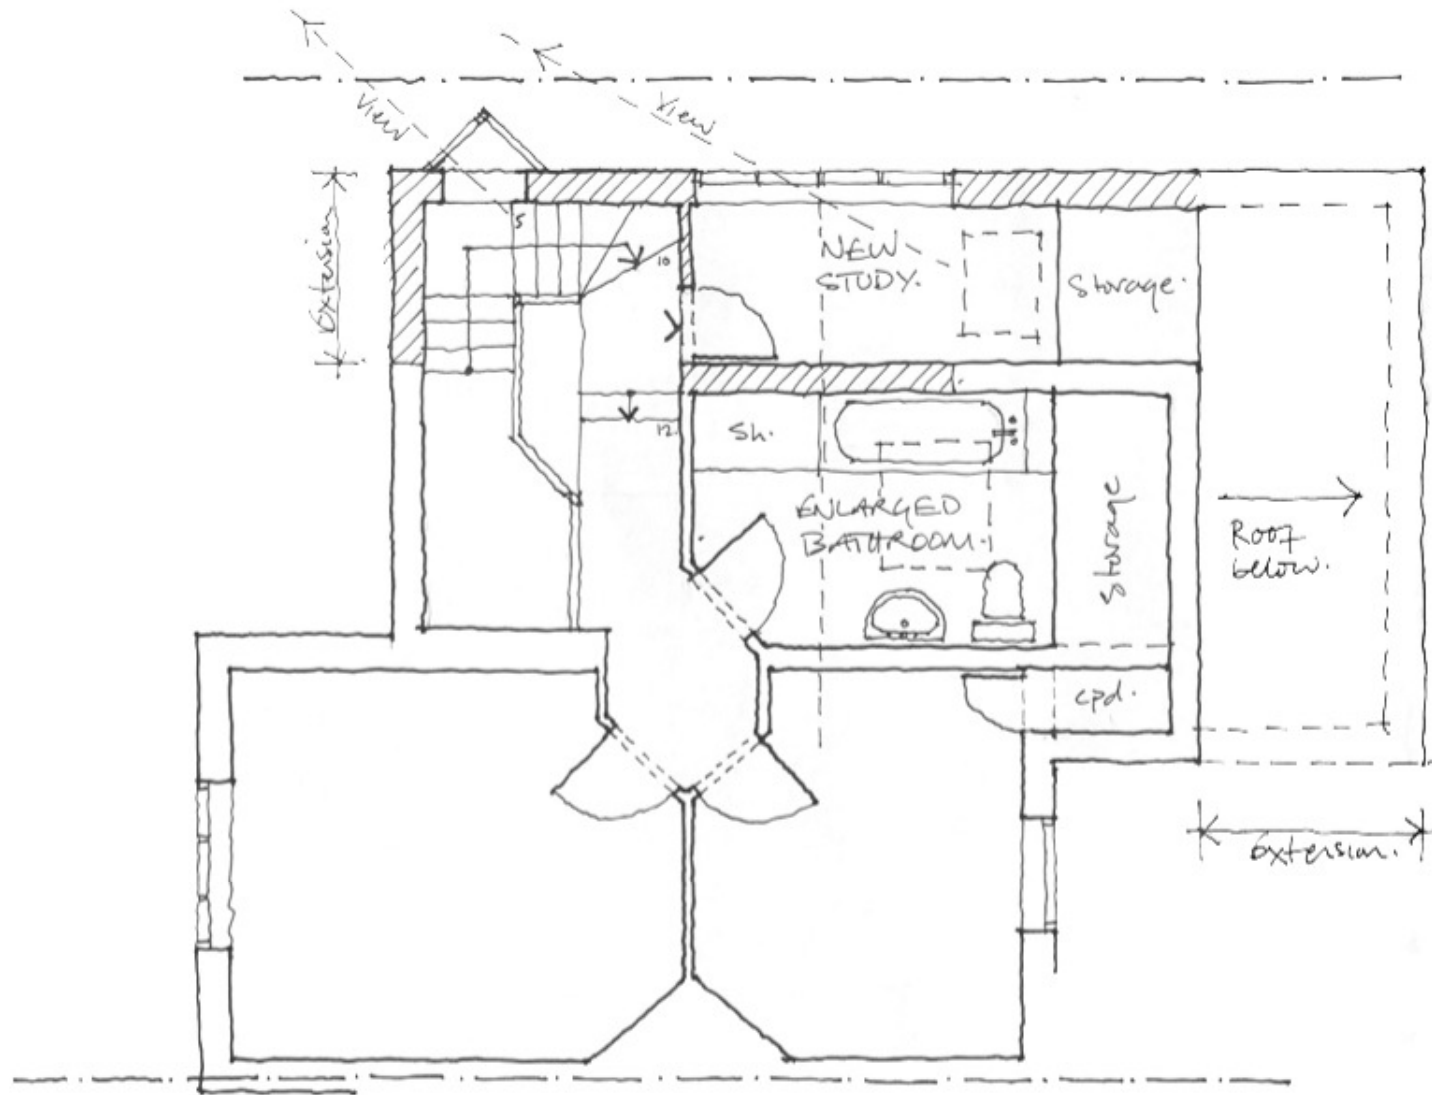 View
View
Extension
5
10
NEW
STUDY.
Storage.
12
Sh.
ENLARGED
BATHROOM.
Storage
Roof
below.
cpd.
Extension.